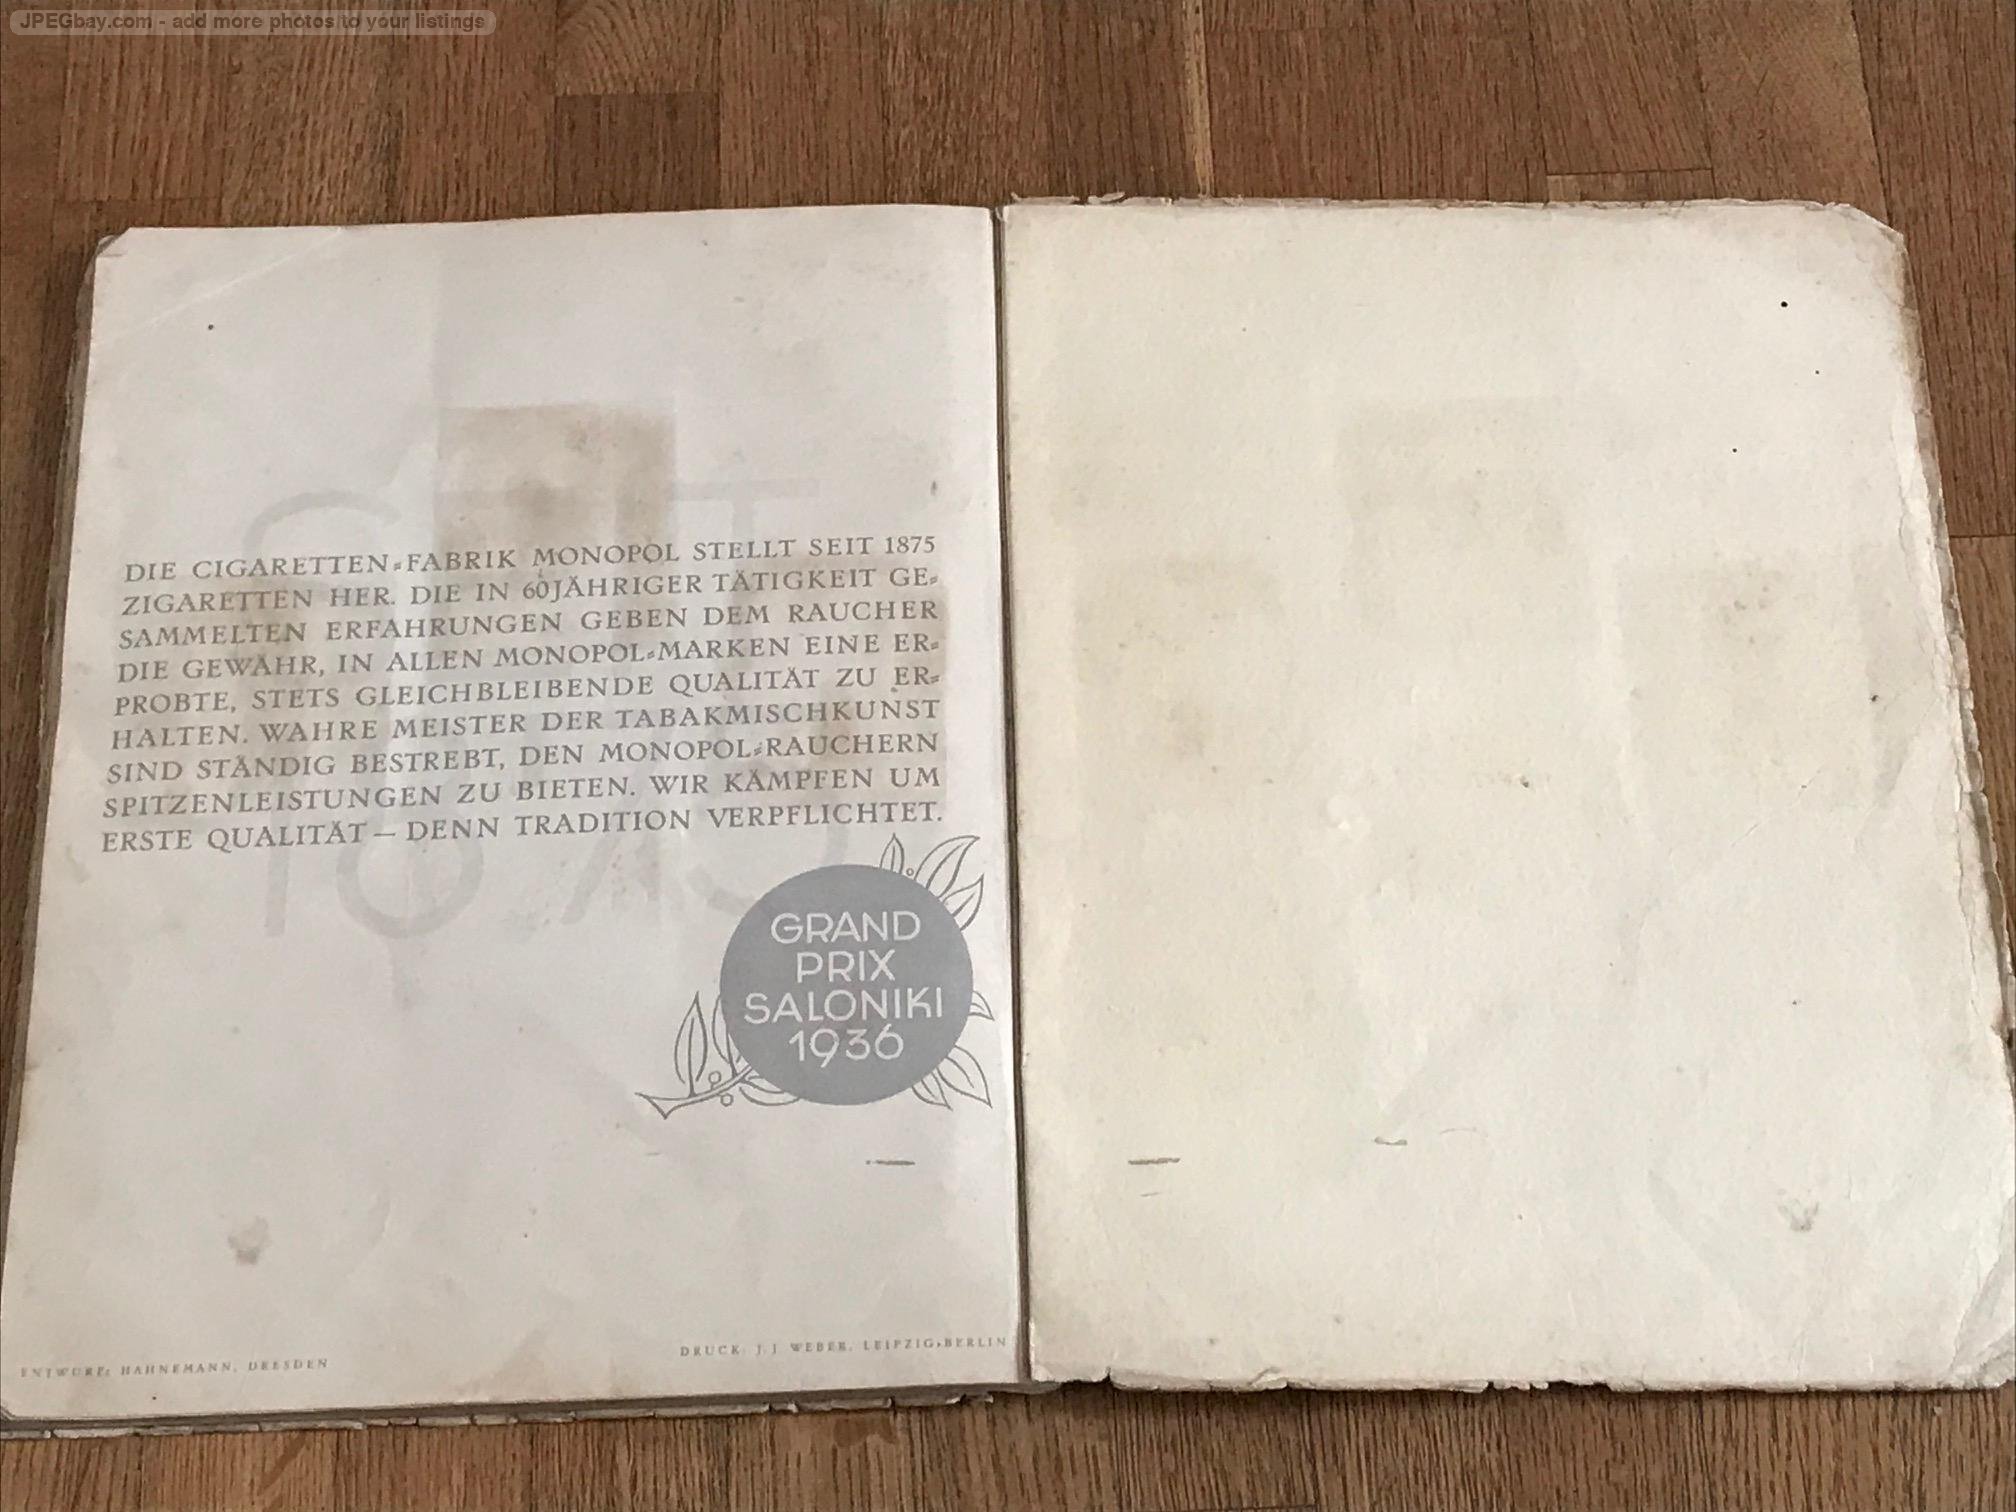 JPEGbay.com - add more photos to your listings
DIE CIGARETTEN=FABRIK MONOPOL STELLT SEIT 1875
ZIGARETTEN HER. DIE IN 60JÄHRIGER TÄTIGKEIT GE=
SAMMELTEN ERFAHRUNGEN GEBEN DEM RAUCHER
DIE GEWÄHR, IN ALLEN MONOPOL=MARKEN EINE ER=
PROBTE, STETS GLEICHBLEIBENDE QUALITÄT ZU ER=
HALTEN. WAHRE MEISTER DER TABAKMISCHKUNST
SIND STÄNDIG BESTREBT, DEN MONOPOL=RAUCHERN
SPITZENLEISTUNGEN ZU BIETEN. WIR KÄMPFEN UM
ERSTE QUALITÄT — DENN TRADITION VERPFLICHTET.
GRAND
PRIX
SALONIKI
1936
ENTWURF: HAHNEMANN, DRESDEN
DRUCK: J. J. WEBER, LEIPZIG=BERLIN